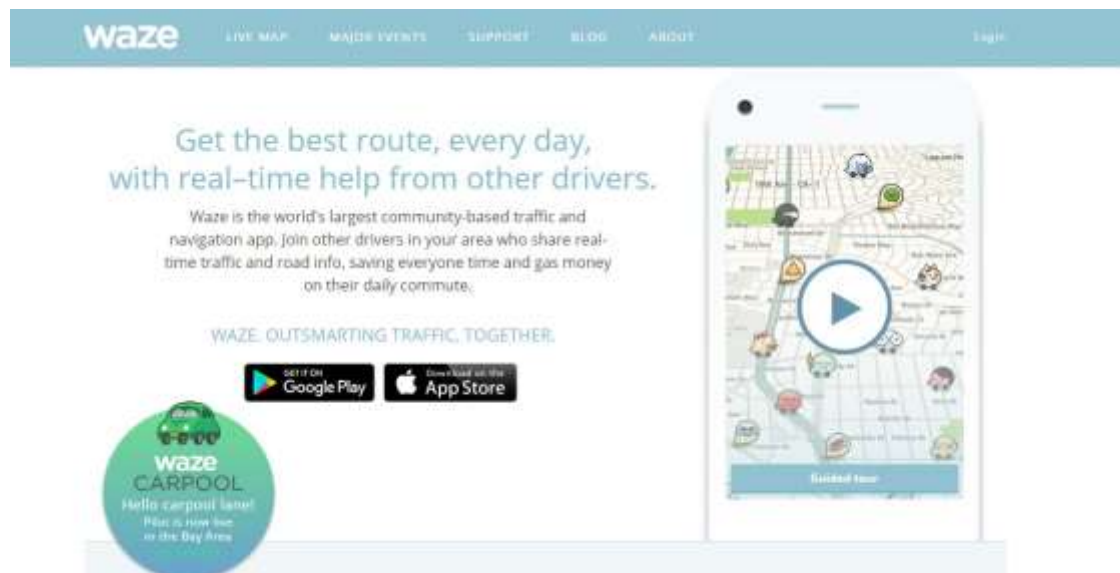 waze
LIVE MAP
MAJOR EVENTS
SUPPORT
BLOG
ABOUT
Login
Get the best route, every day,
with real-time help from other drivers.
Waze is the world's largest community-based traffic and
navigation app. Join other drivers in your area who share real-
time traffic and road info, saving everyone time and gas money
on their daily commute.
WAZE. OUTSMARTING TRAFFIC. TOGETHER.
GET IT ON
Google Play
Download on the
App Store
waze
CARPOOL
Hello carpool lane!
Pilot is now live
in the Bay Area
Guided tour